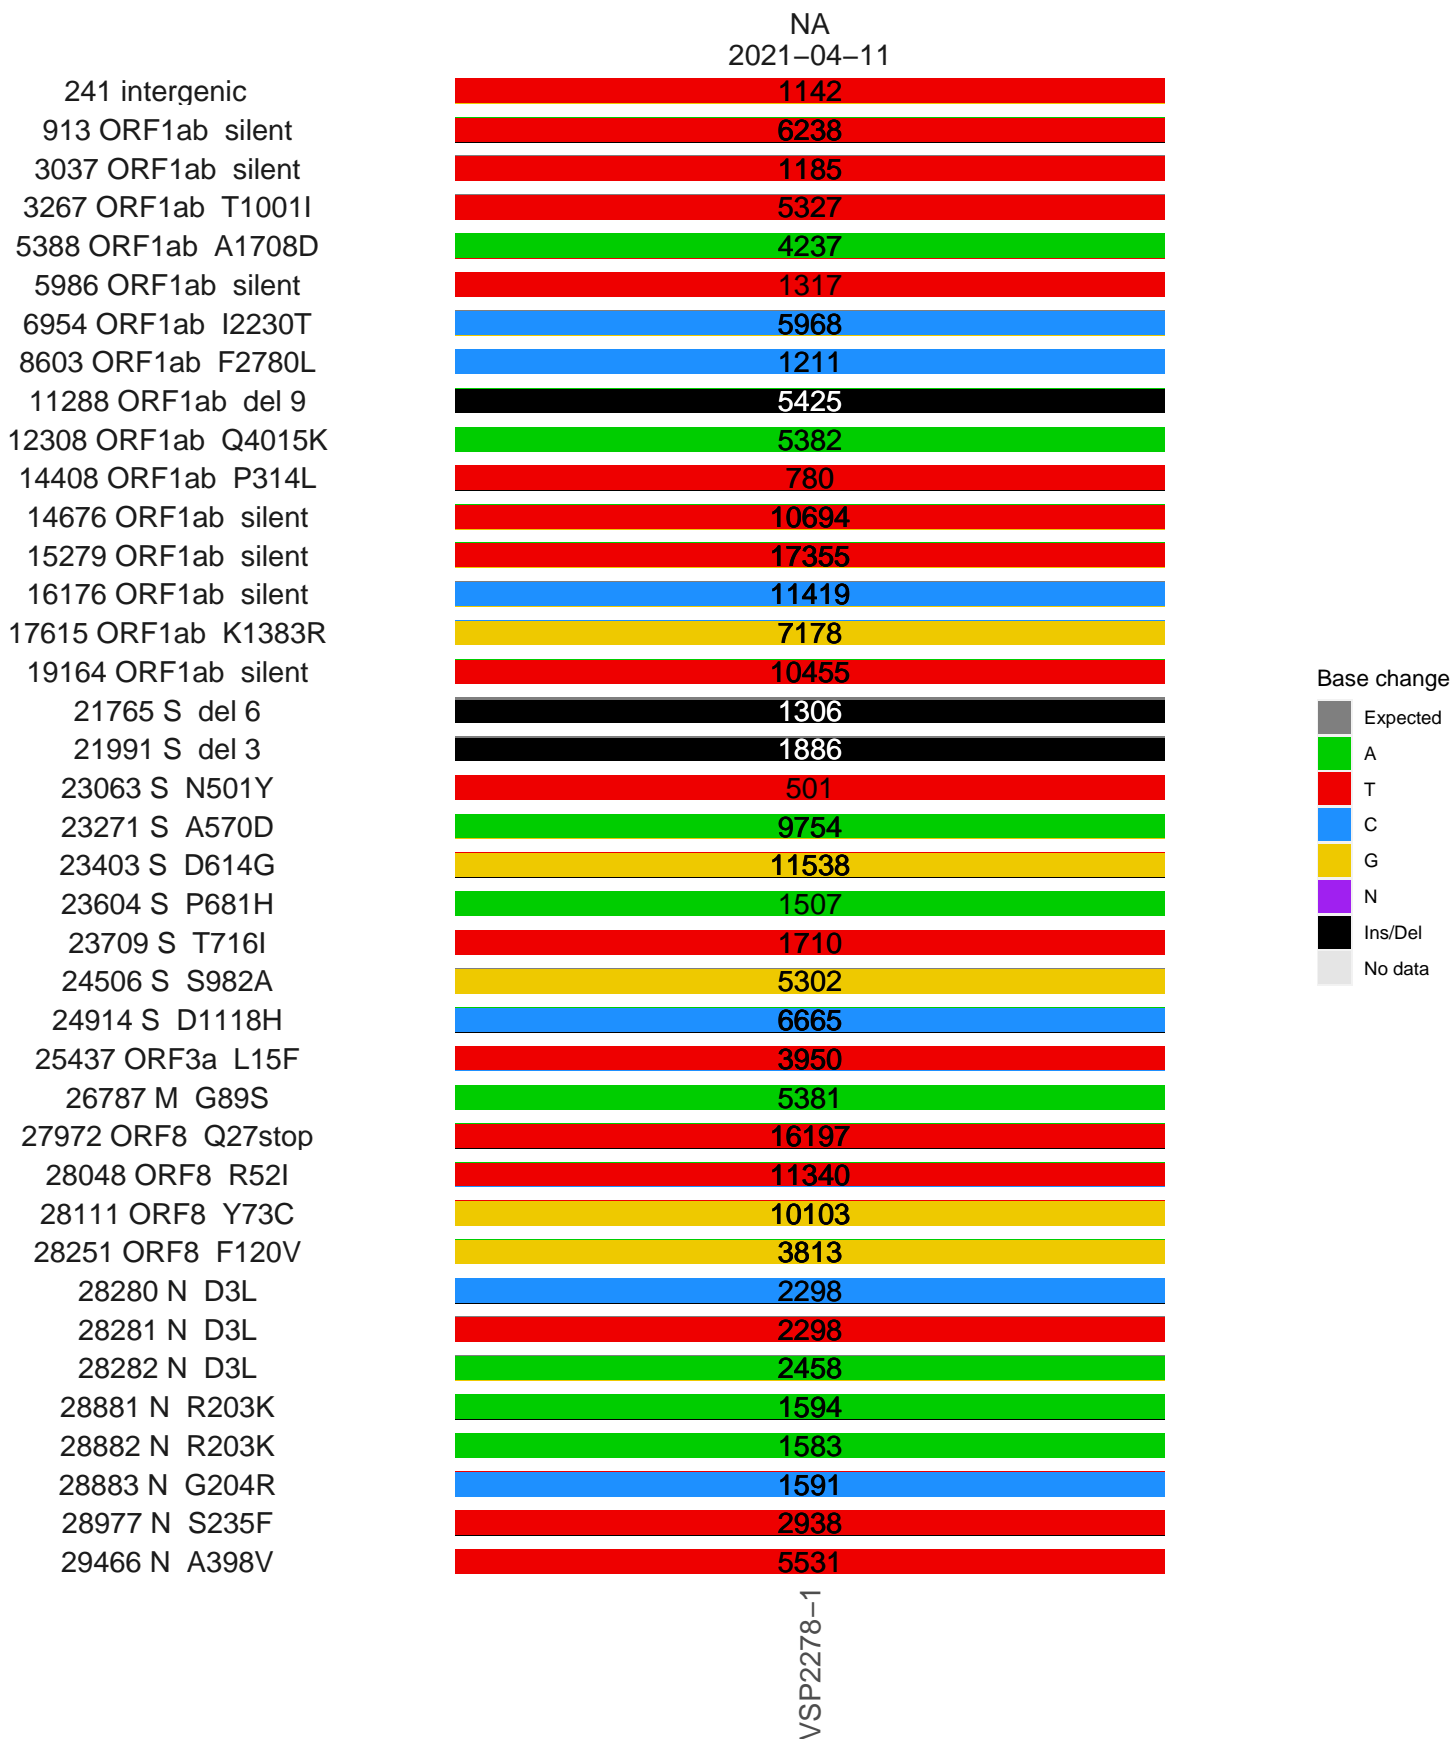 NA
2021−04−11
241 intergenic 1142
913 ORF1ab silent 6238
3037 ORF1ab silent 1185
3267 ORF1ab T1001I 5327
5388 ORF1ab A1708D 4237
5986 ORF1ab silent 1317
6954 ORF1ab I2230T 5968
8603 ORF1ab F2780L 1211
11288 ORF1ab del 9 5425
12308 ORF1ab Q4015K 5382
14408 ORF1ab P314L 780
14676 ORF1ab silent 10694
15279 ORF1ab silent 17355
16176 ORF1ab silent 11419
17615 ORF1ab K1383R 7178
19164 ORF1ab silent 10455
21765 S del 6 1306
21991 S del 3 1886
23063 S N501Y 501
23271 S A570D 9754
23403 S D614G 11538
23604 S P681H 1507
23709 S T716I 1710
24506 S S982A 5302
24914 S D1118H 6665
25437 ORF3a L15F 3950
26787 M G89S 5381
27972 ORF8 Q27stop 16197
28048 ORF8 R52I 11340
28111 ORF8 Y73C 10103
28251 ORF8 F120V 3813
28280 N D3L 2298
28281 N D3L 2298
28282 N D3L 2458
28881 N R203K 1594
28882 N R203K 1583
28883 N G204R 1591
28977 N S235F 2938
29466 N A398V 5531
VSP2278−1
Base change
Expected
A
T
C
G
N
Ins/Del
No data